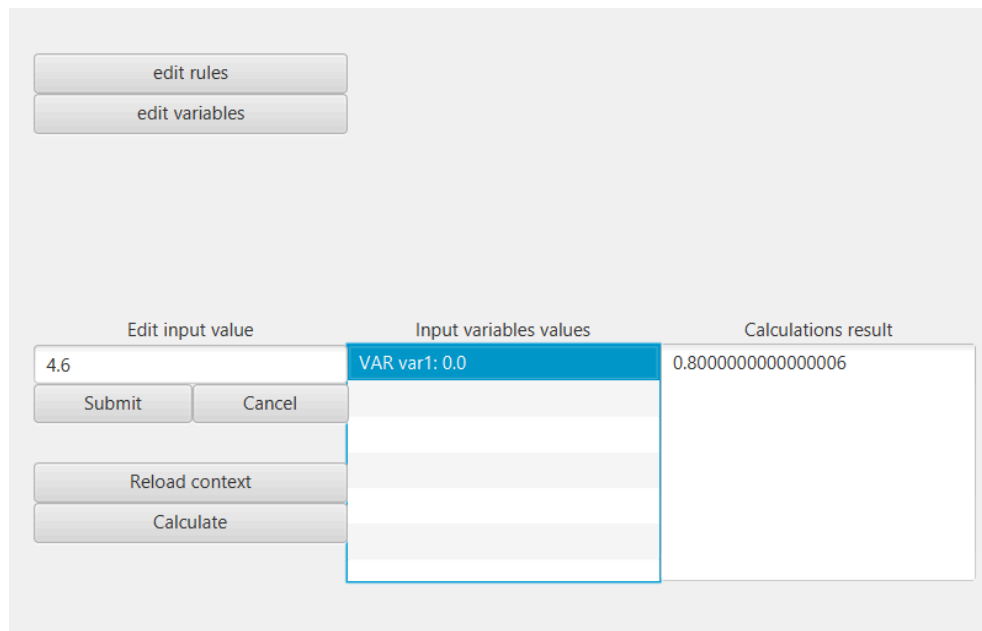 edit rules
edit variables
Edit input value
Input variables values
Calculations result
4.6
VAR var1: 0.0
0.8000000000000006
Submit
Cancel
Reload context
Calculate